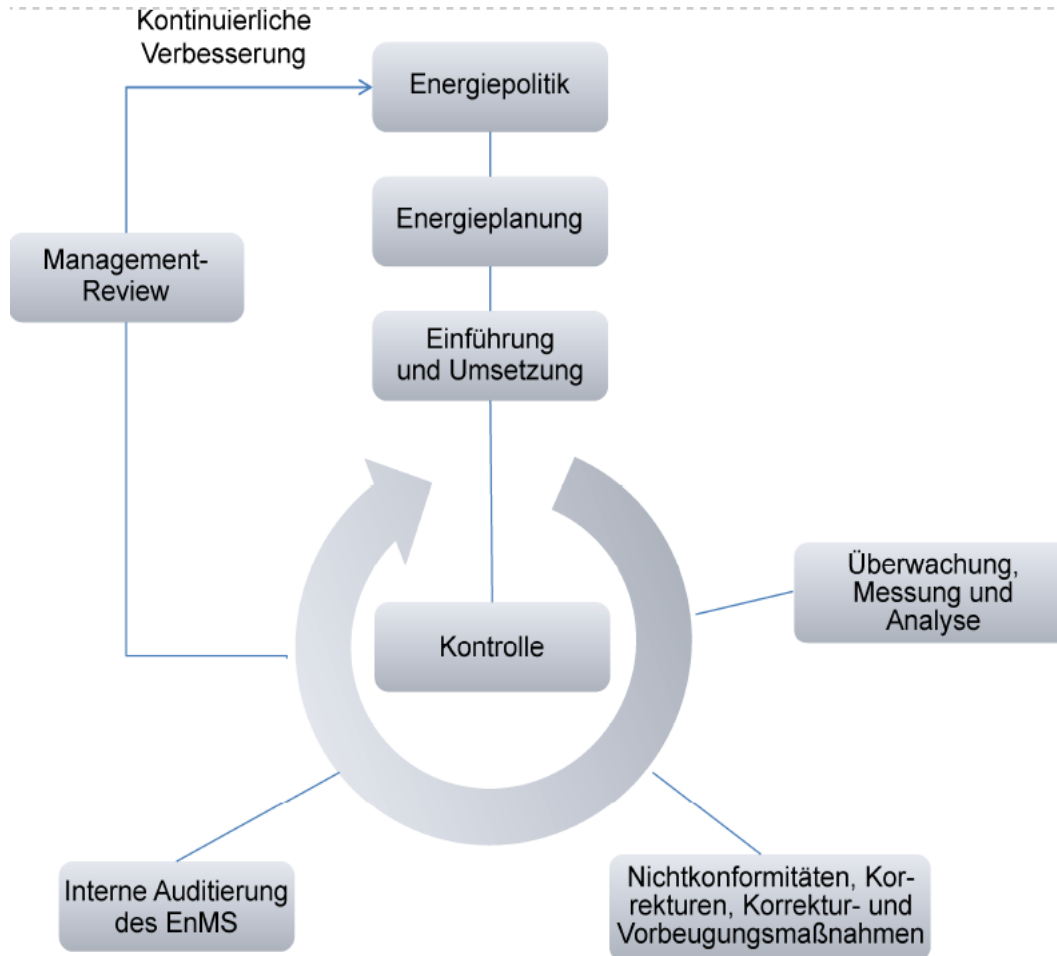 Kontinuierliche
Verbesserung
Energiepolitik
Energieplanung
Management-
Review
Einführung
und Umsetzung
Überwachung,
Messung und
Analyse
Kontrolle
Interne Auditierung
des EnMS
Nichtkonformitäten, Kor-
rekturen, Korrektur- und
Vorbeugungsmaßnahmen